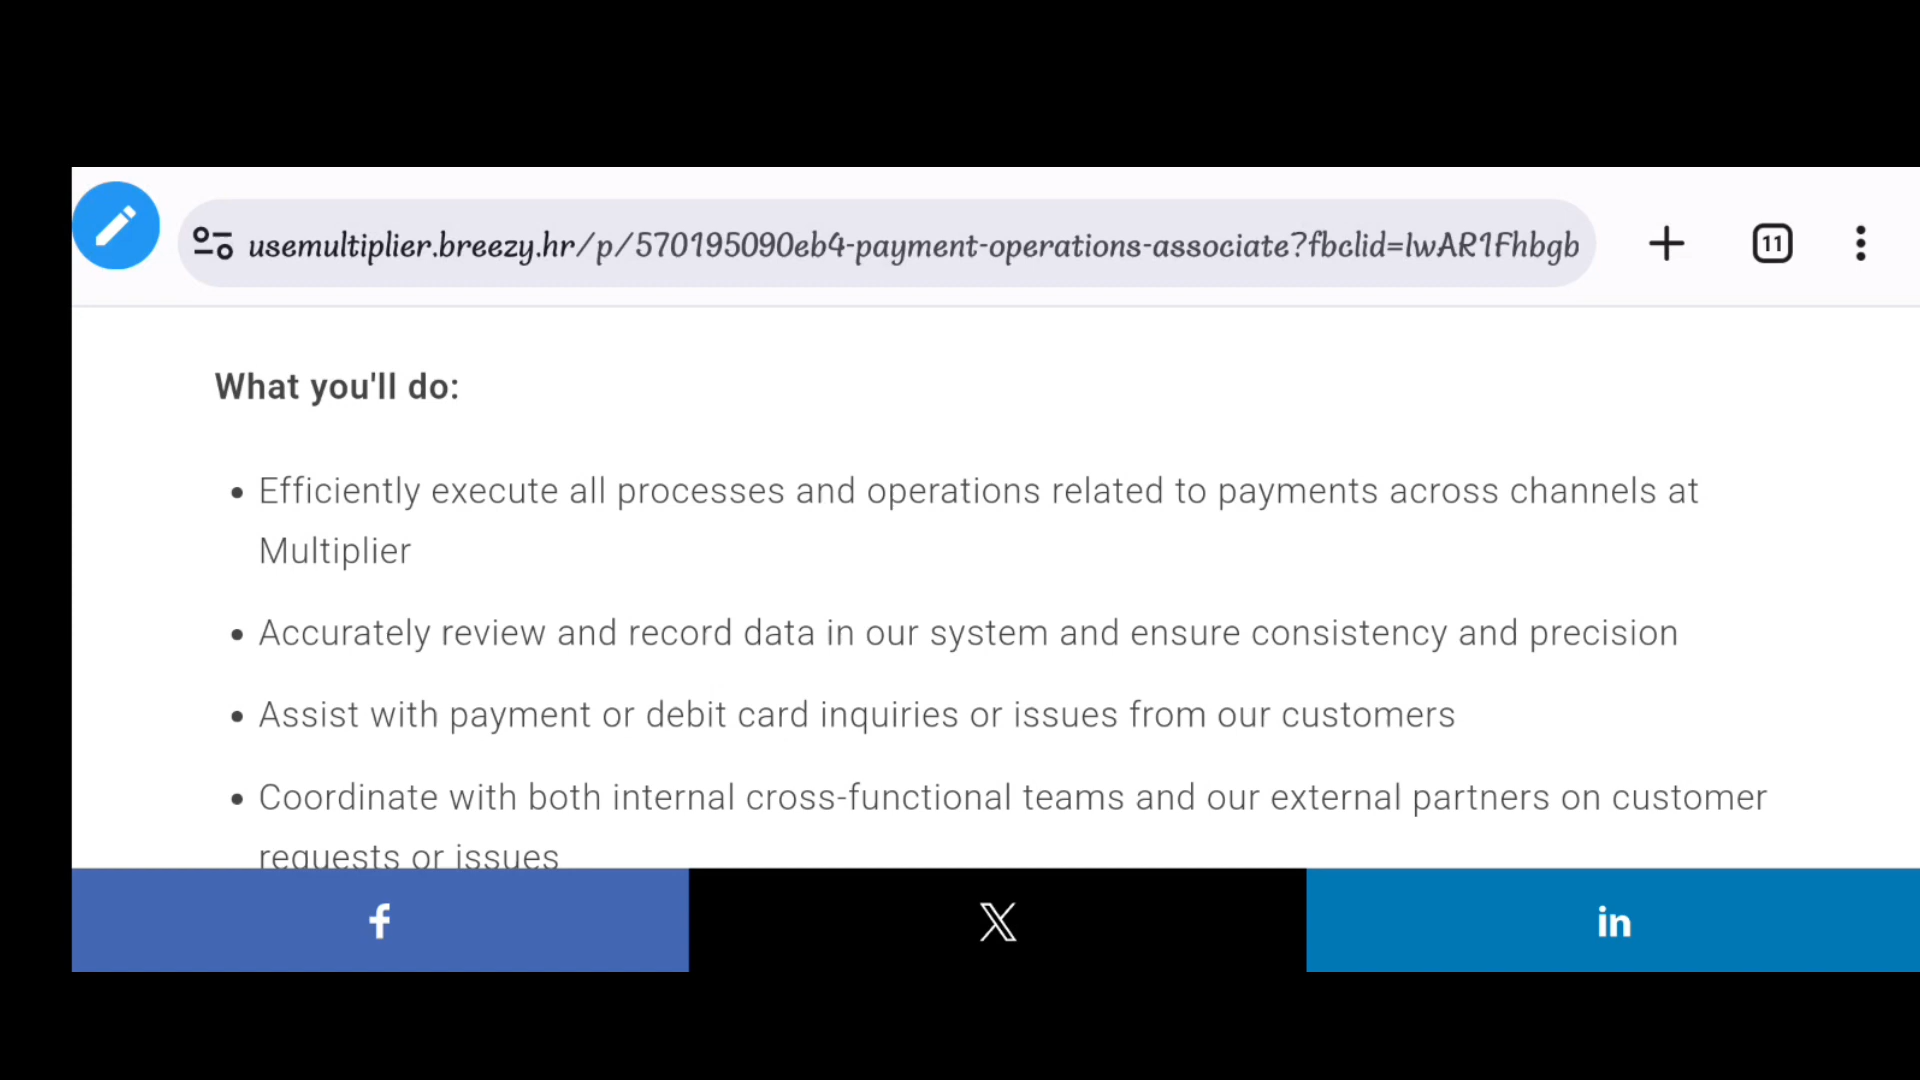 usemultiplier.breezy.hr/p/570195090eb4-payment-operations-associate?fbclid=IwAR1Fhbgb
11
What you'll do:
• Efficiently execute all processes and operations related to payments across channels at
Multiplier
• Accurately review and record data in our system and ensure consistency and precision
• Assist with payment or debit card inquiries or issues from our customers
• Coordinate with both internal cross-functional teams and our external partners on customer
requests or issues
f
X
in